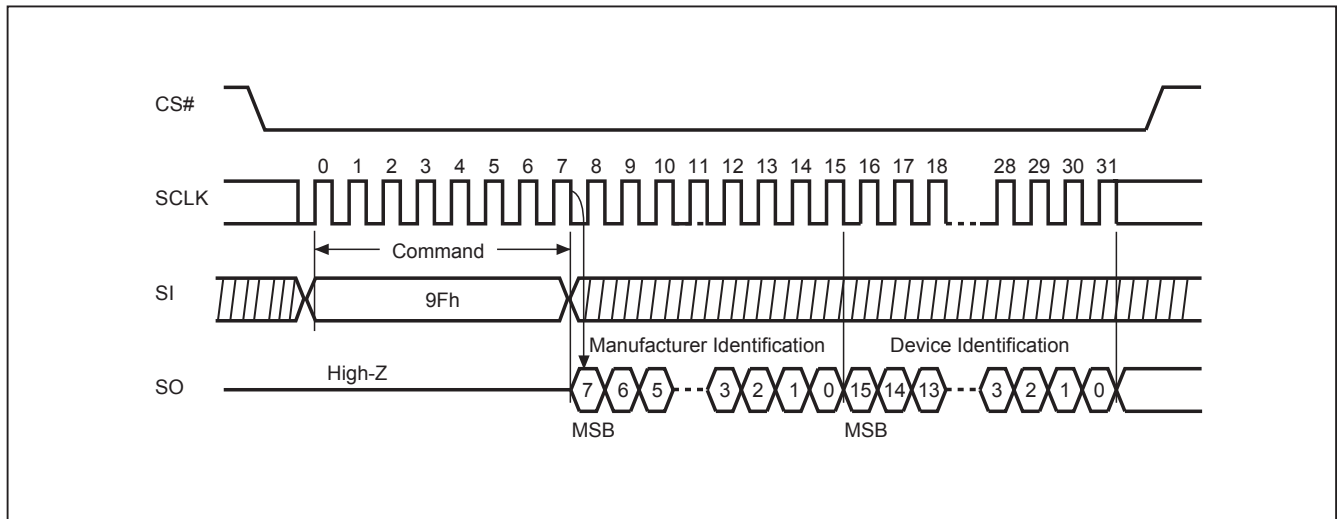 CS#
0 1 2 3 4 5 6 7 8 9 10 11 12 13 14 15 16 17 18 28 29 30 31
SCLK
Command
SI
9Fh
Manufacturer Identification Device Identification
High-Z
SO
7 6 5 3 2 1 0 15 14 13 3 2 1 0
MSB MSB